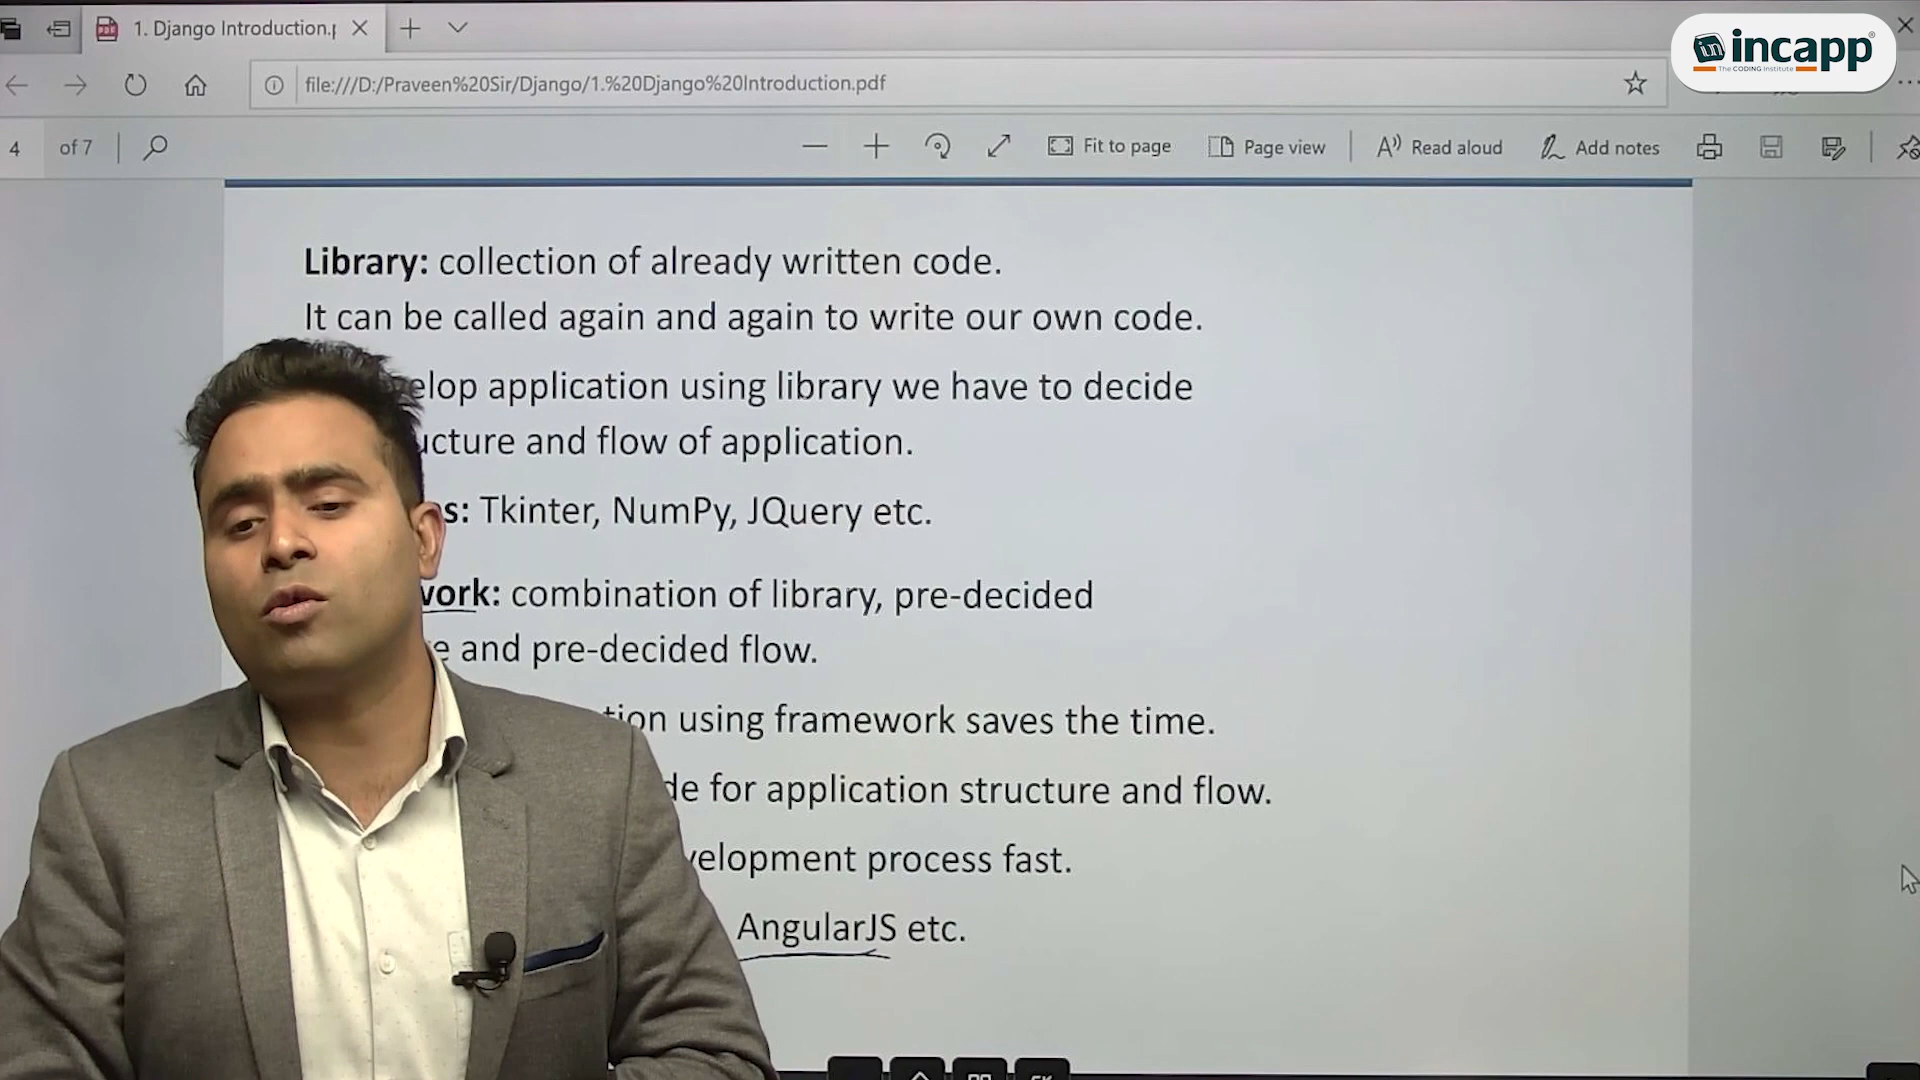 1. Django Introduction.p
incapp
The CODING Institute
file:///D:/Praveen%20Sir/Django/1.%20Django%20Introduction.pdf
4 of 7 Fit to page Page view Read aloud Add notes
Library: collection of already written code.
It can be called again and again to write our own code.
elop application using library we have to decide
ucture and flow of application.
s: Tkinter, NumPy, JQuery etc.
work: combination of library, pre-decided
e and pre-decided flow.
tion using framework saves the time.
de for application structure and flow.
velopment process fast.
AngularJS etc.